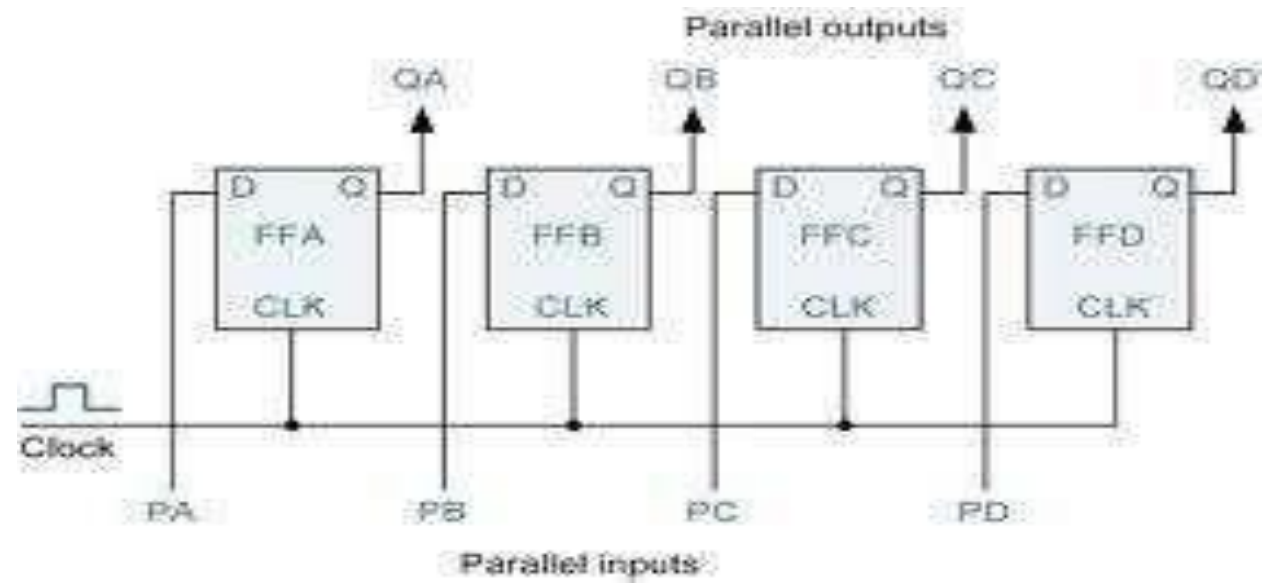 Parallel outputs
QA QB QC QD
D Q D Q D Q D Q
FFA FFB FFC FFD
CLK CLK CLK CLK
Clock
PA PB PC PD
Parallel inputs